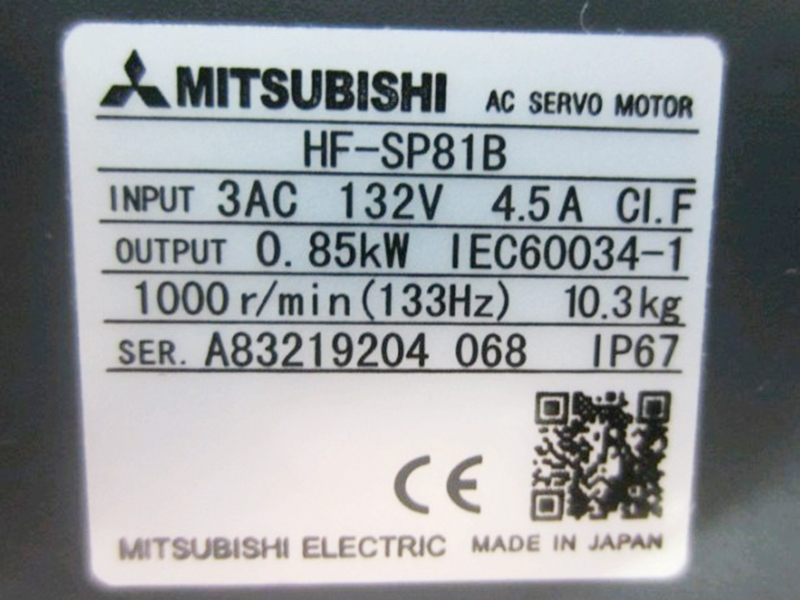 MITSUBISHI AC SERVO MOTOR
HF-SP81B
INPUT 3AC 132V 4.5A Cl.F
OUTPUT 0.85kW IEC60034-1
1000r/min(133Hz) 10.3kg
SER. A83219204 068 IP67
CE
MITSUBISHI ELECTRIC MADE IN JAPAN